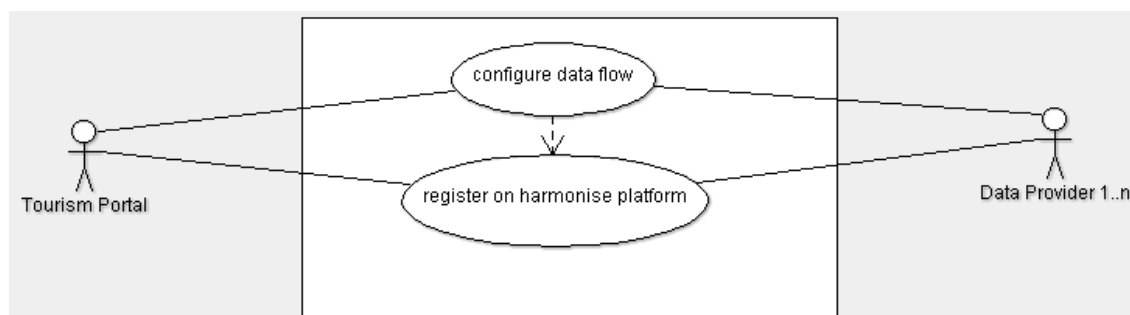 configure data flow
register on harmonise platform
Tourism Portal
Data Provider 1..n